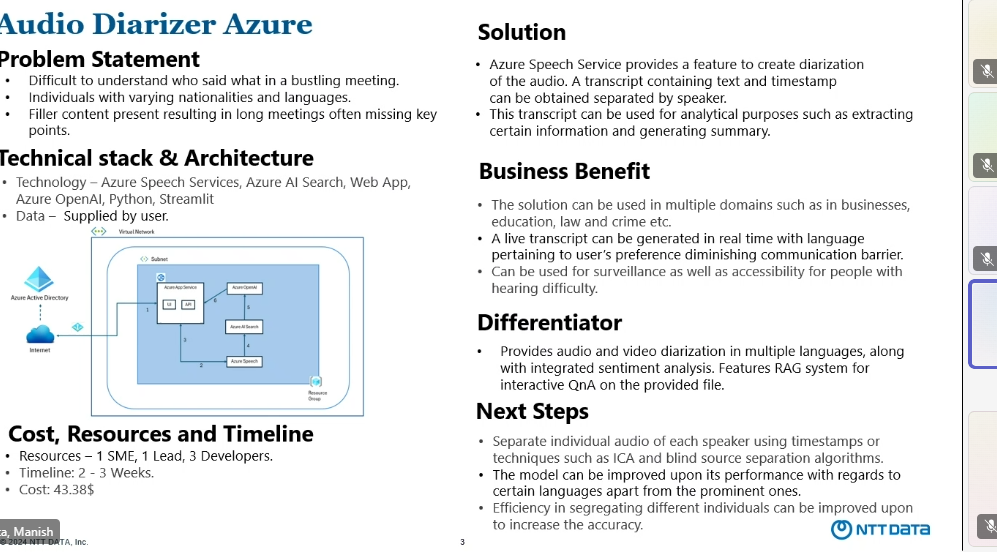 Audio Diarizer Azure
Problem Statement
• Difficult to understand who said what in a bustling meeting.
• Individuals with varying nationalities and languages.
• Filler content present resulting in long meetings often missing key
points.
Technical stack & Architecture
• Technology – Azure Speech Services, Azure AI Search, Web App,
Azure OpenAI, Python, Streamlit
• Data – Supplied by user.
Virtual Network
Subnet
Azure Active Directory
Internet
Azure App Service
UI
API
Azure OpenAI
Azure AI Search
Azure Speech
1
2
3
4
5
6
Resource
Group
Cost, Resources and Timeline
• Resources – 1 SME, 1 Lead, 3 Developers.
• Timeline: 2 - 3 Weeks.
• Cost: 43.38$
a, Manish
© 2024 NTT DATA, Inc.
Solution
• Azure Speech Service provides a feature to create diarization
of the audio. A transcript containing text and timestamp
can be obtained separated by speaker.
• This transcript can be used for analytical purposes such as extracting
certain information and generating summary.
Business Benefit
• The solution can be used in multiple domains such as in businesses,
education, law and crime etc.
• A live transcript can be generated in real time with language
pertaining to user's preference diminishing communication barrier.
• Can be used for surveillance as well as accessibility for people with
hearing difficulty.
Differentiator
• Provides audio and video diarization in multiple languages, along
with integrated sentiment analysis. Features RAG system for
interactive QnA on the provided file.
Next Steps
• Separate individual audio of each speaker using timestamps or
techniques such as ICA and blind source separation algorithms.
• The model can be improved upon its performance with regards to
certain languages apart from the prominent ones.
• Efficiency in segregating different individuals can be improved upon
to increase the accuracy.
3
NTT DATA